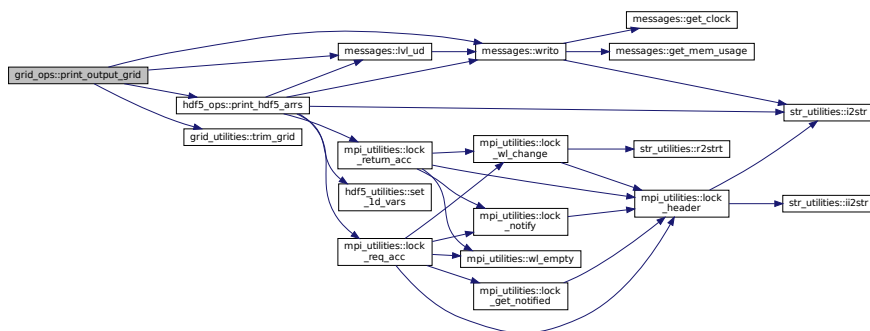 messages::get_clock
messages::lvl_ud
messages::writo
messages::get_mem_usage
grid_ops::print_output_grid
hdf5_ops::print_hdf5_arrs
str_utilities::i2str
grid_utilities::trim_grid
mpi_utilities::lock
_return_acc
mpi_utilities::lock
_wl_change
str_utilities::r2strt
hdf5_utilities::set
_1d_vars
mpi_utilities::lock
_header
str_utilities::ii2str
mpi_utilities::lock
_notify
mpi_utilities::lock
_req_acc
mpi_utilities::wl_empty
mpi_utilities::lock
_get_notified